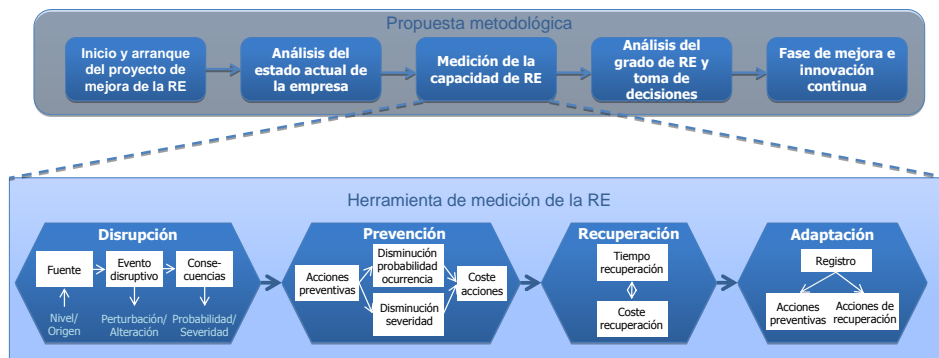 Propuesta metodológica
Inicio y arranque
del proyecto de
mejora de la RE
Análisis del
estado actual de
la empresa
Medición de la
capacidad de RE
Análisis del
grado de RE y
toma de
decisiones
Fase de mejora e
innovación
continua
Herramienta de medición de la RE
Disrupción
Fuente
Evento
disruptivo
Conse-
cuencias
Nivel/
Origen
Perturbación/
Alteración
Probabilidad/
Severidad
Prevención
Acciones
preventivas
Disminución
probabilidad
ocurrencia
Disminución
severidad
Coste
acciones
Recuperación
Tiempo
recuperación
Coste
recuperación
Adaptación
Registro
Acciones
preventivas
Acciones de
recuperación